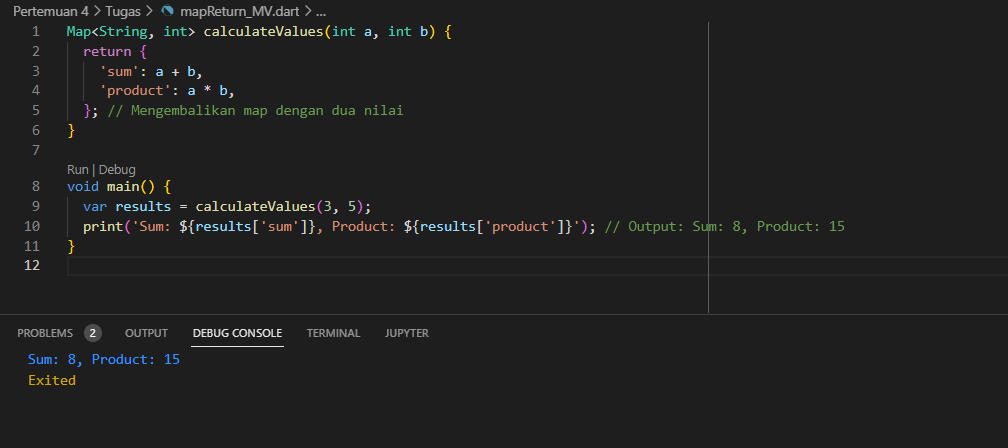 Pertemuan 4 > Tugas > mapReturn_MV.dart > ...
1 Map<String, int> calculateValues(int a, int b) {
2 return {
3 'sum': a + b,
4 'product': a * b,
5 }; // Mengembalikan map dengan dua nilai
6 }
7
Run | Debug
8 void main() {
9 var results = calculateValues(3, 5);
10 print('Sum: ${results['sum']}, Product: ${results['product']}'); // Output: Sum: 8, Product: 15
11 }
12
PROBLEMS 2 OUTPUT DEBUG CONSOLE TERMINAL JUPYTER
Sum: 8, Product: 15
Exited